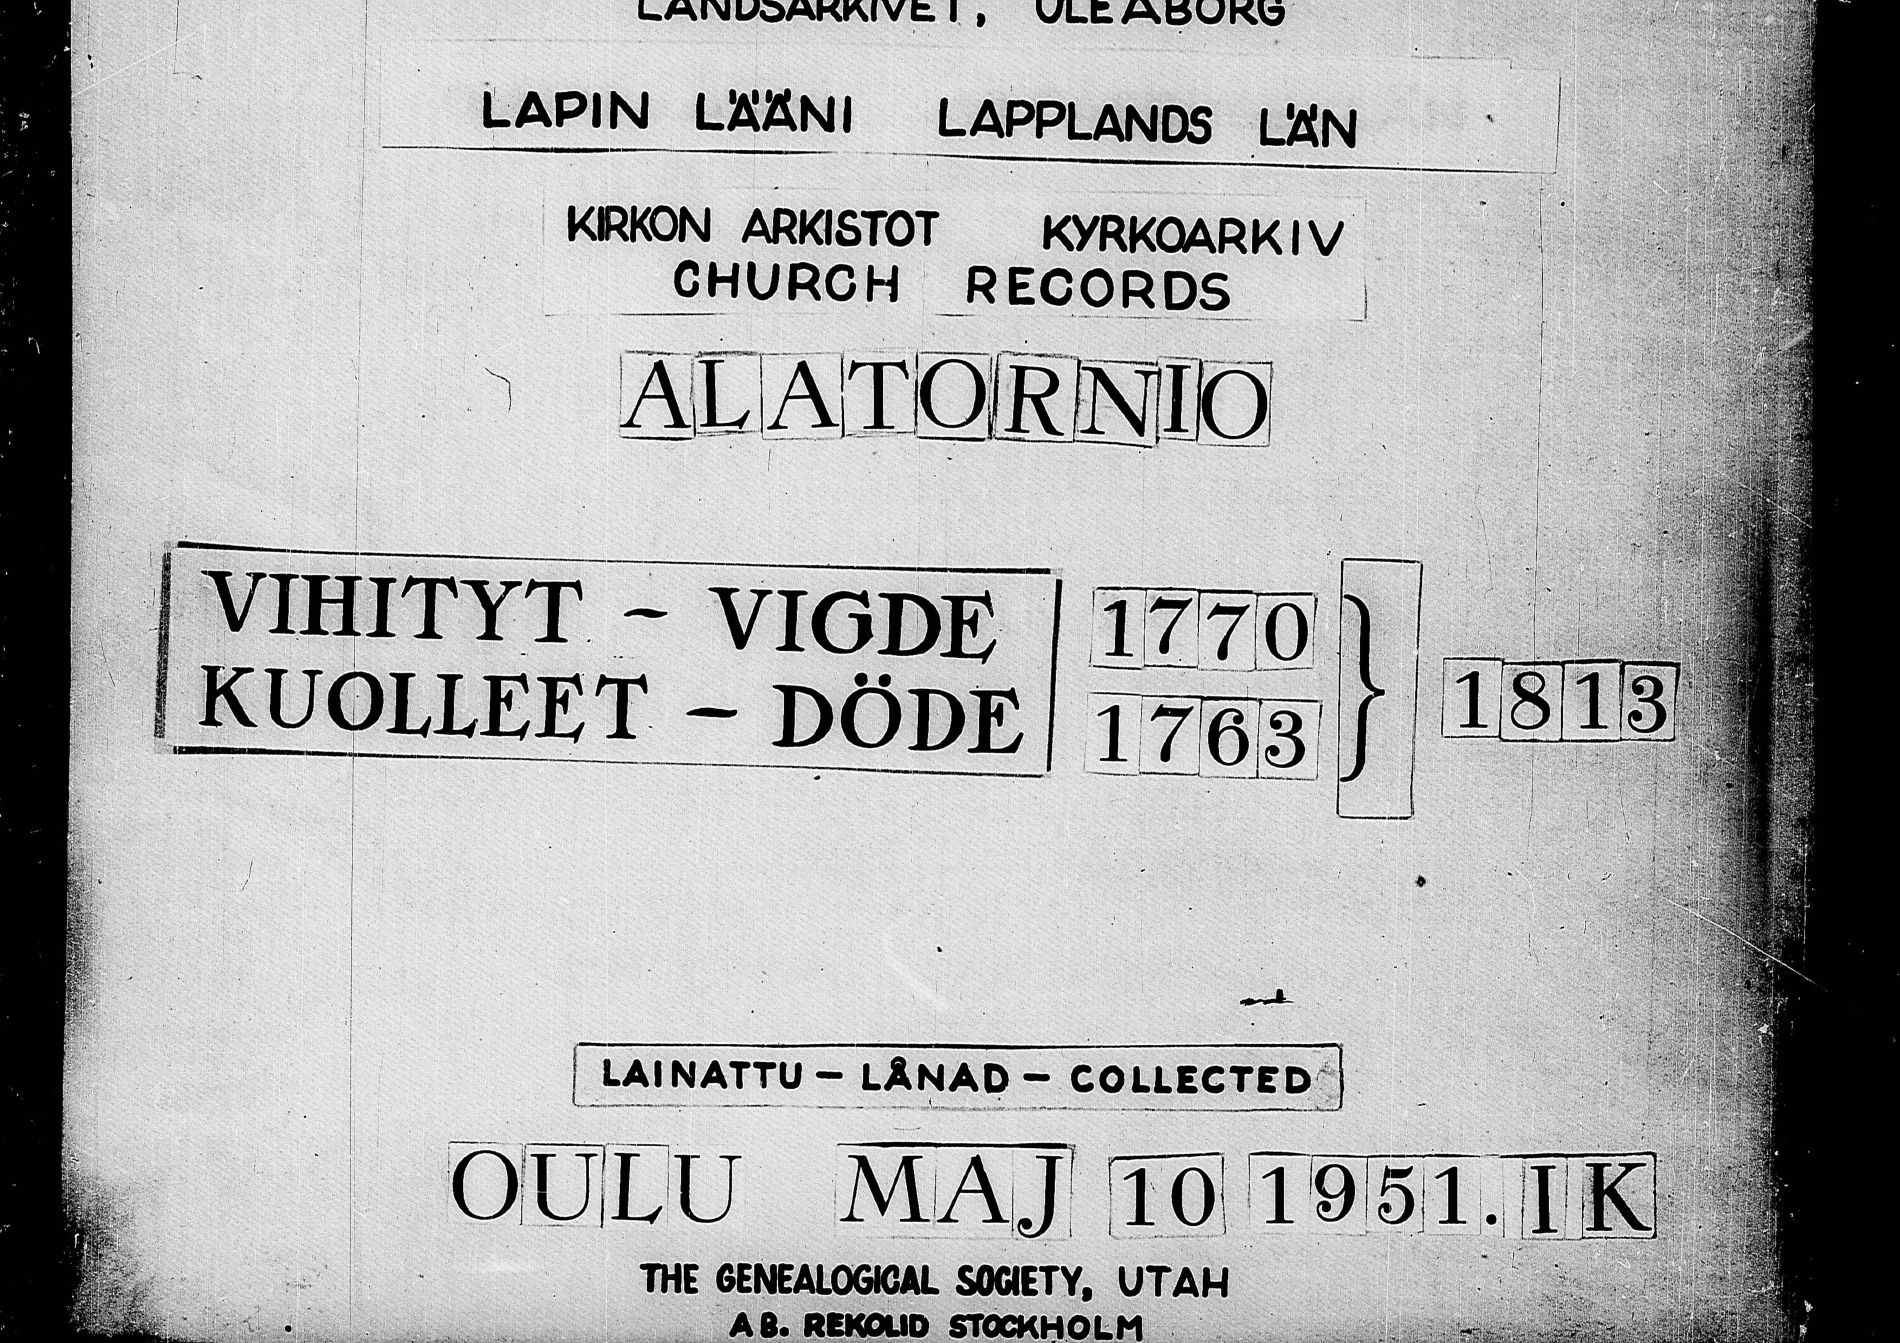 LANDSARKIVET, ULEÅBORG
LAPIN LÄÄNI LAPPLANDS LÄN
KIRKON ARKISTOT KYRKOARKIV
CHURCH RECORDS
ALATORNIO
VIHITYT - VIGDE 1770
KUOLLEET - DÖDE 1763 } 1813
LAINATTU - LÅNAD - COLLECTED
OULU MAJ 10 1951. IK
THE GENEALOGICAL SOCIETY, UTAH
AB. REKOLID STOCKHOLM